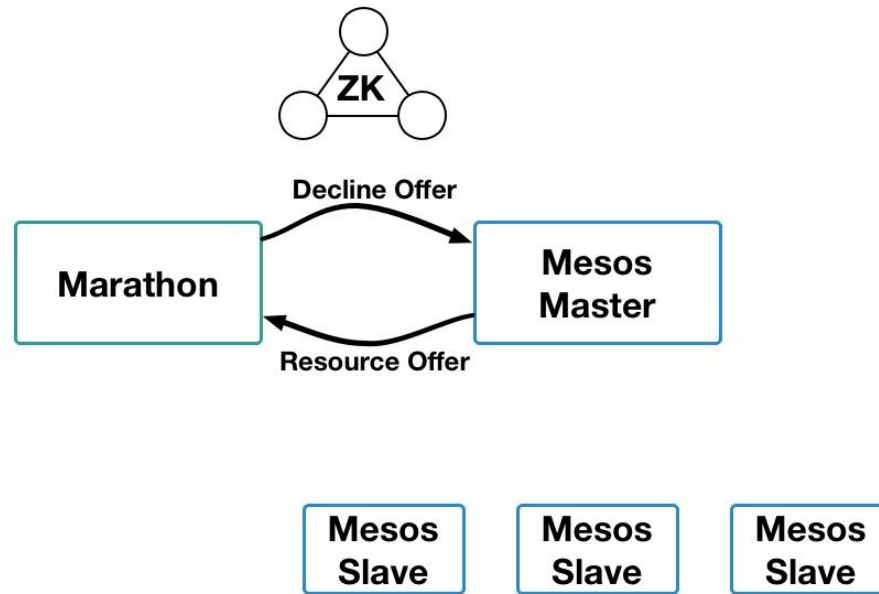 ZK
Decline Offer
Marathon
Mesos
Master
Resource Offer
Mesos
Slave
Mesos
Slave
Mesos
Slave